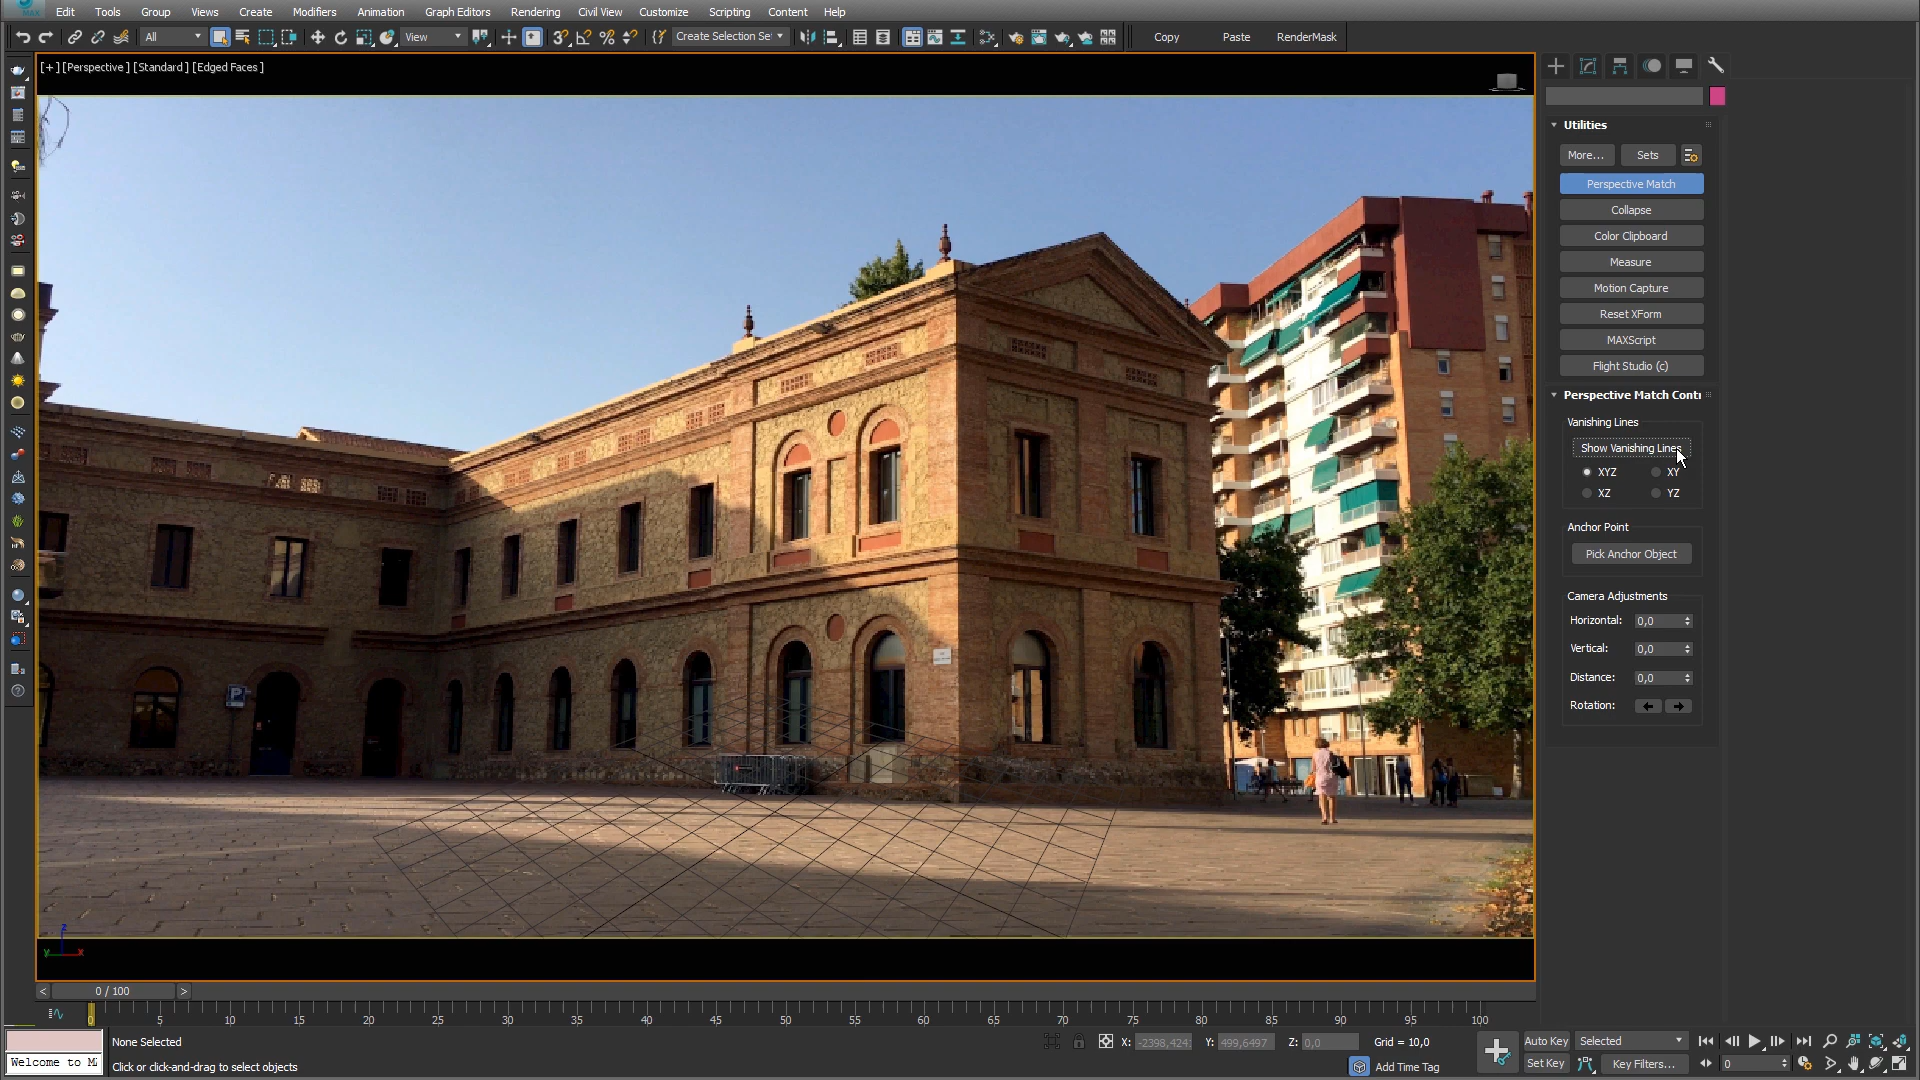 Edit Tools Group Views Create Modifiers Animation Graph Editors Rendering Civil View Customize Scripting Content Help
All View Create Selection Se Copy Paste RenderMask
[+] [Perspective] [Standard] [Edged Faces]
Utilities
More... Sets
Perspective Match
Collapse
Color Clipboard
Measure
Motion Capture
Reset XForm
MAXScript
Flight Studio (c)
Perspective Match Contr
Vanishing Lines
Show Vanishing Lines
XYZ XY
XZ YZ
Anchor Point
Pick Anchor Object
Camera Adjustments
Horizontal: 0,0
Vertical: 0,0
Distance: 0,0
Rotation:
P
z
y x
< 0 / 100 >
0 5 10 15 20 25 30 35 40 45 50 55 60 65 70 75 80 85 90 95 100
None Selected X: -2398,424 Y: 499,6497 Z: 0,0 Grid = 10,0 Auto Key Selected
Welcome to M Click or click-and-drag to select objects Add Time Tag Set Key Key Filters... 0